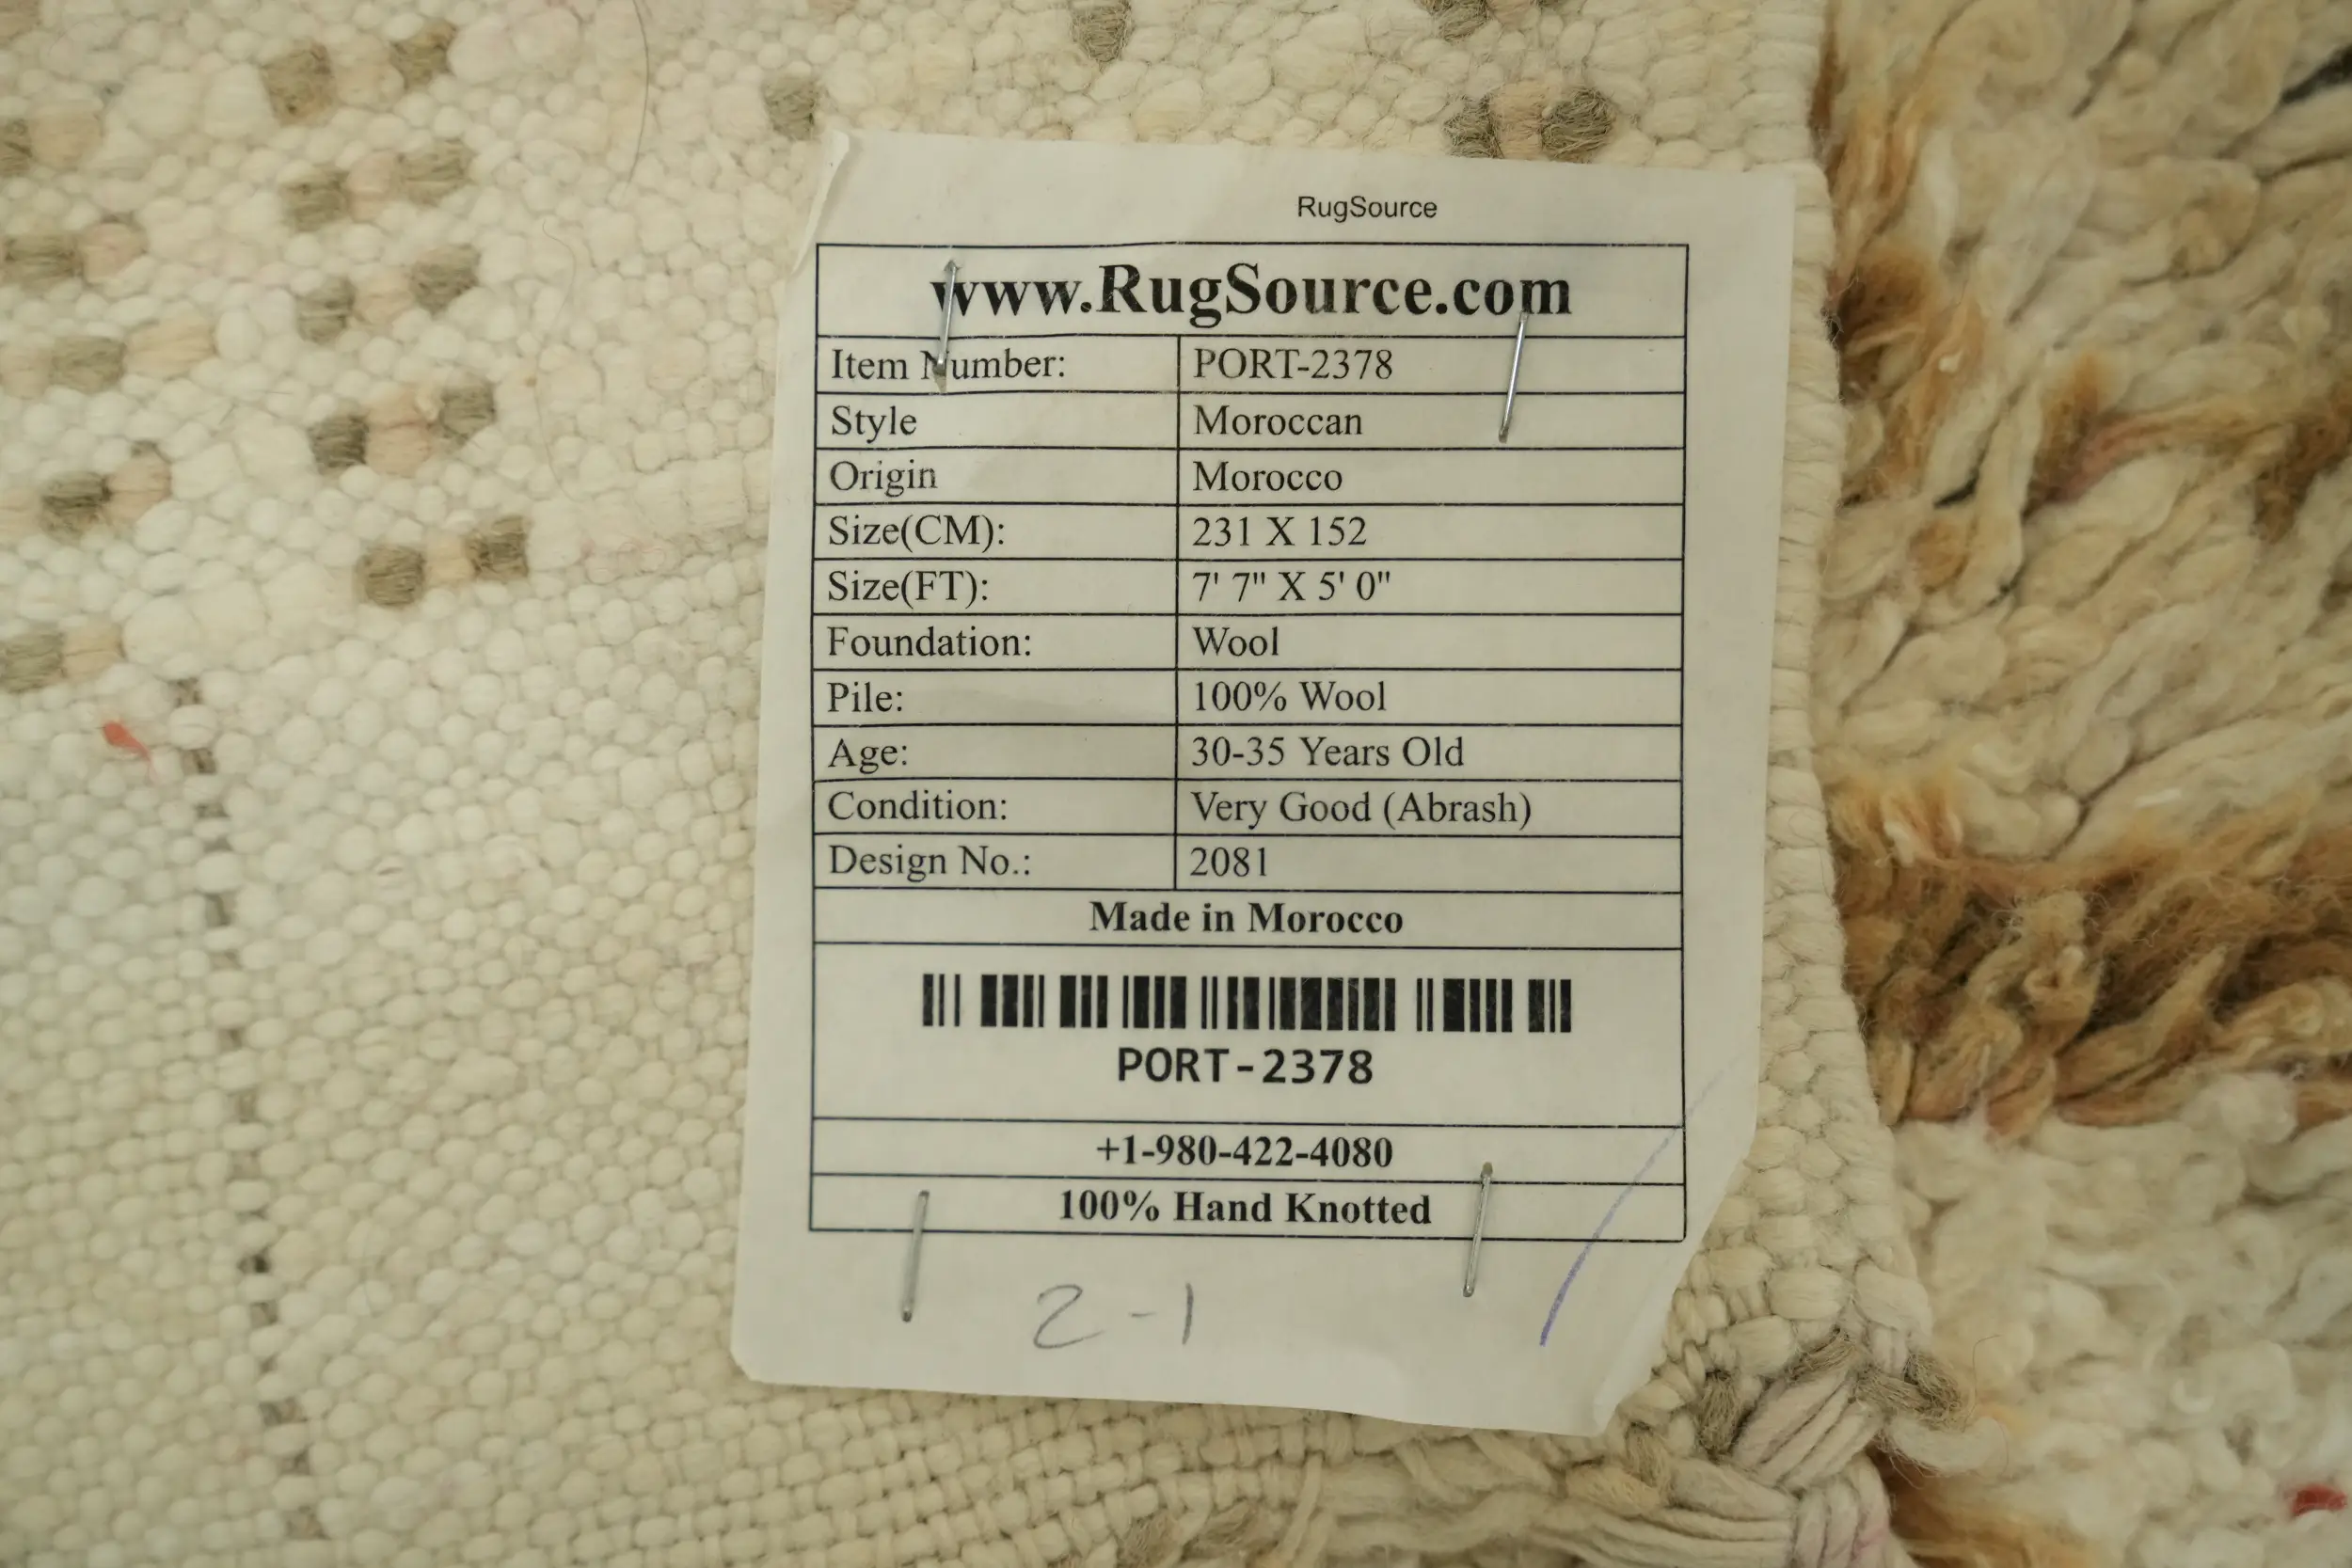 RugSource
www.RugSource.com
Item Number: PORT-2378
Style Moroccan
Origin Morocco
Size(CM): 231 X 152
Size(FT): 7' 7" X 5' 0"
Foundation: Wool
Pile: 100% Wool
Age: 30-35 Years Old
Condition: Very Good (Abrash)
Design No.: 2081
Made in Morocco
PORT-2378
+1-980-422-4080
100% Hand Knotted
2-1